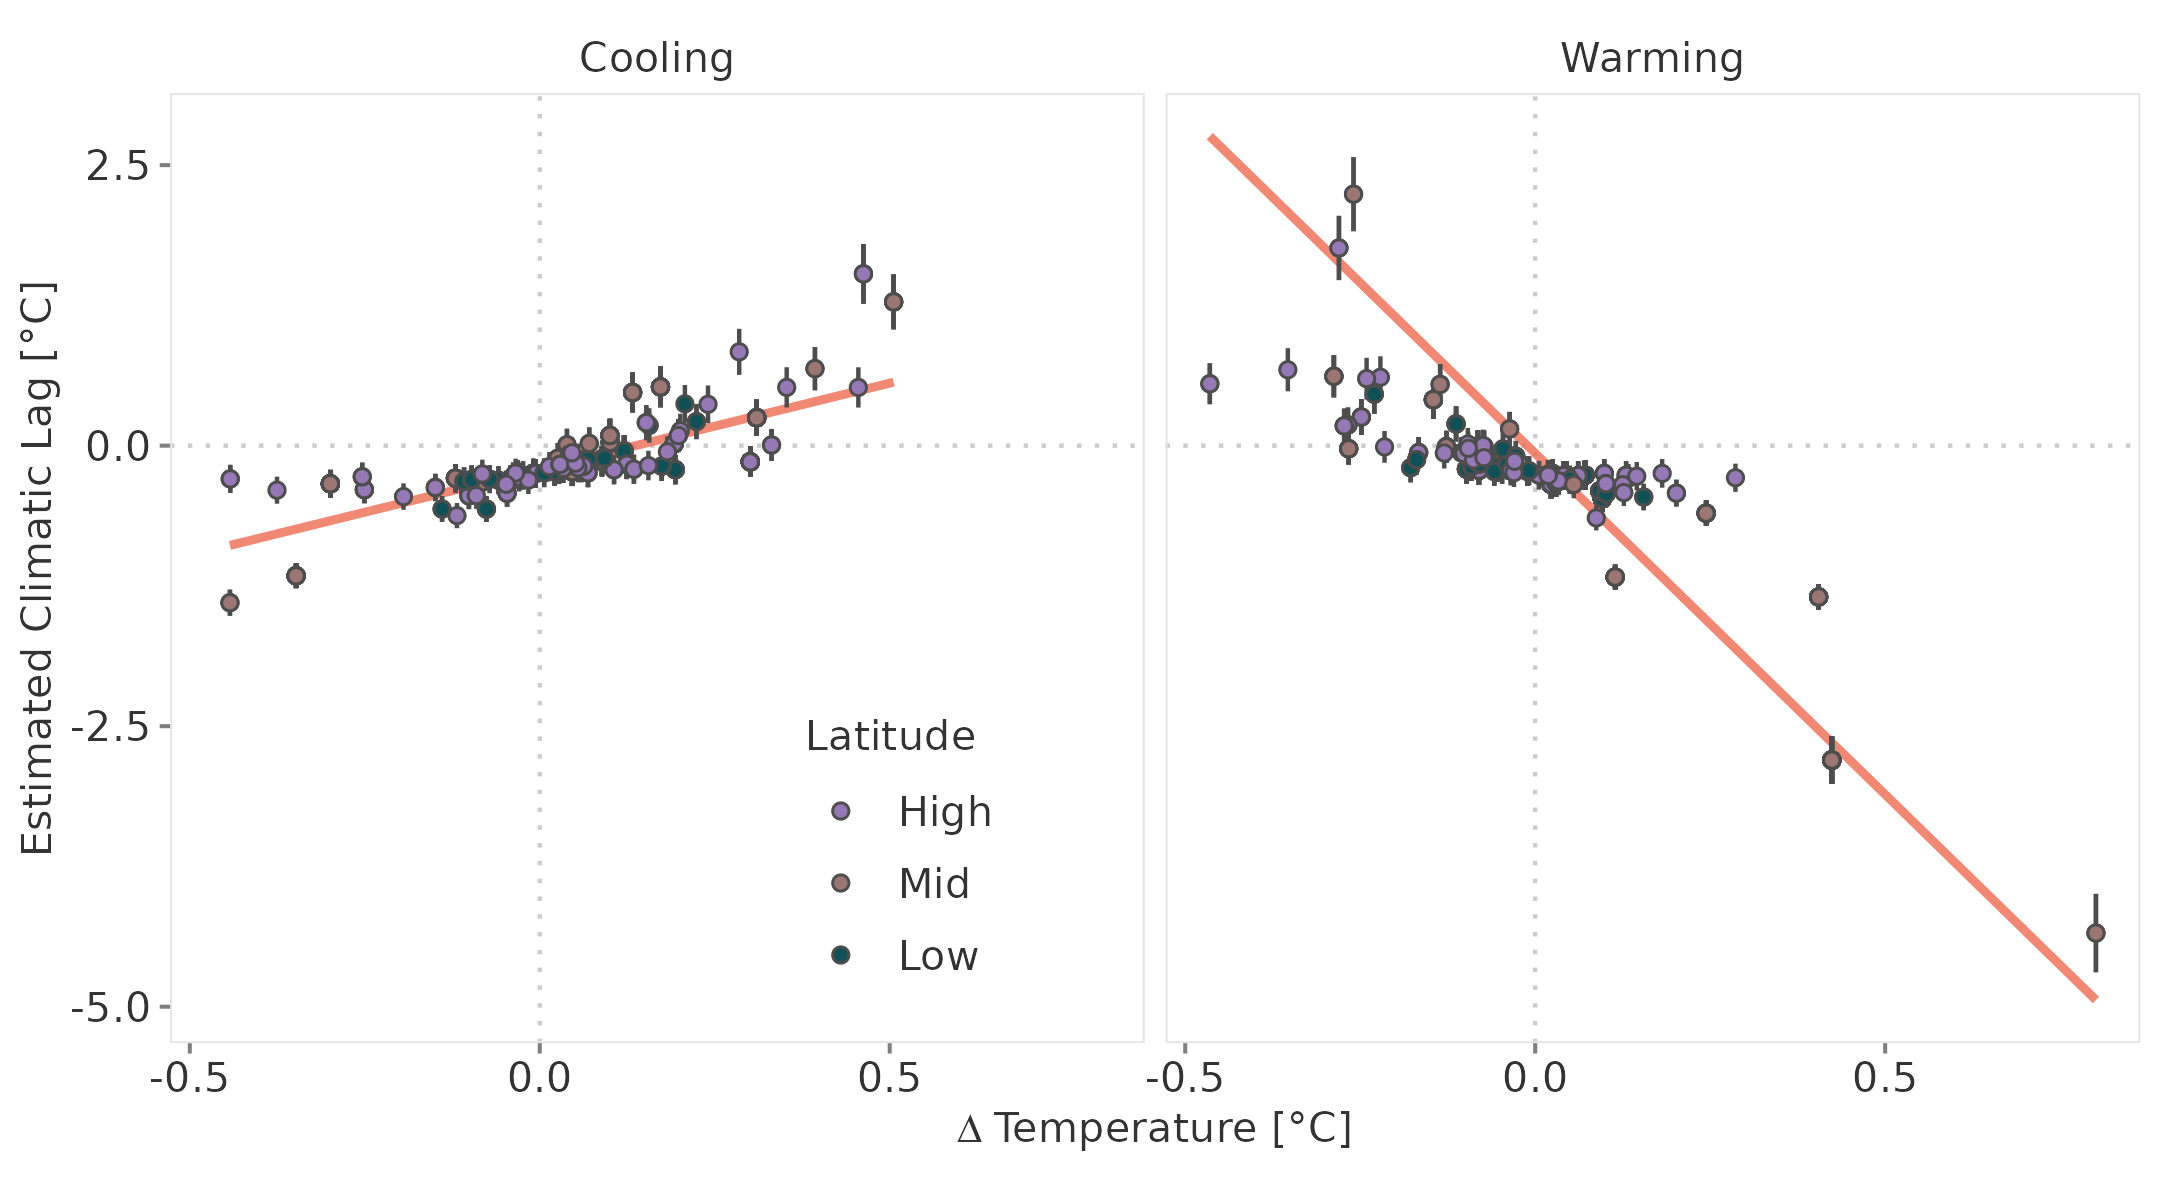 Cooling
Warming
Estimated Climatic Lag [°C]
2.5
0.0
-2.5
-5.0
Latitude
High
Mid
Low
-0.5
0.0
0.5
-0.5
0.0
0.5
Δ Temperature [°C]